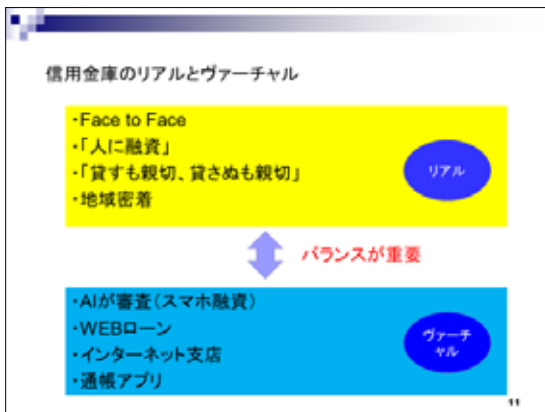 信用金庫のリアルとヴァーチャル
・Face to Face
・「人に融資」
・「貸すも親切、貸さぬも親切」
・地域密着
リアル
バランスが重要
・AIが審査(スマホ融資)
・WEBローン
・インターネット支店
・通帳アプリ
ヴァーチ
ャル
11